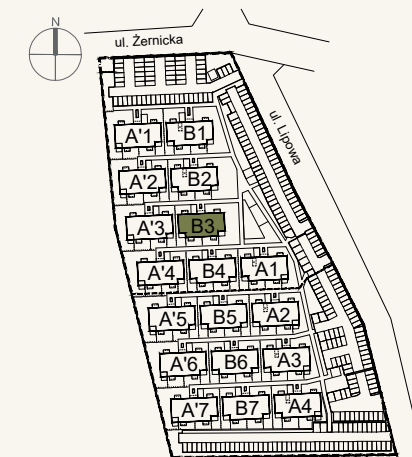 N
ul. Żernicka
ul. Lipowa
A'1 B1
A'2 B2
A'3 B3
A'4 B4 A1
A'5 B5 A2
A'6 B6 A3
A'7 B7 A4